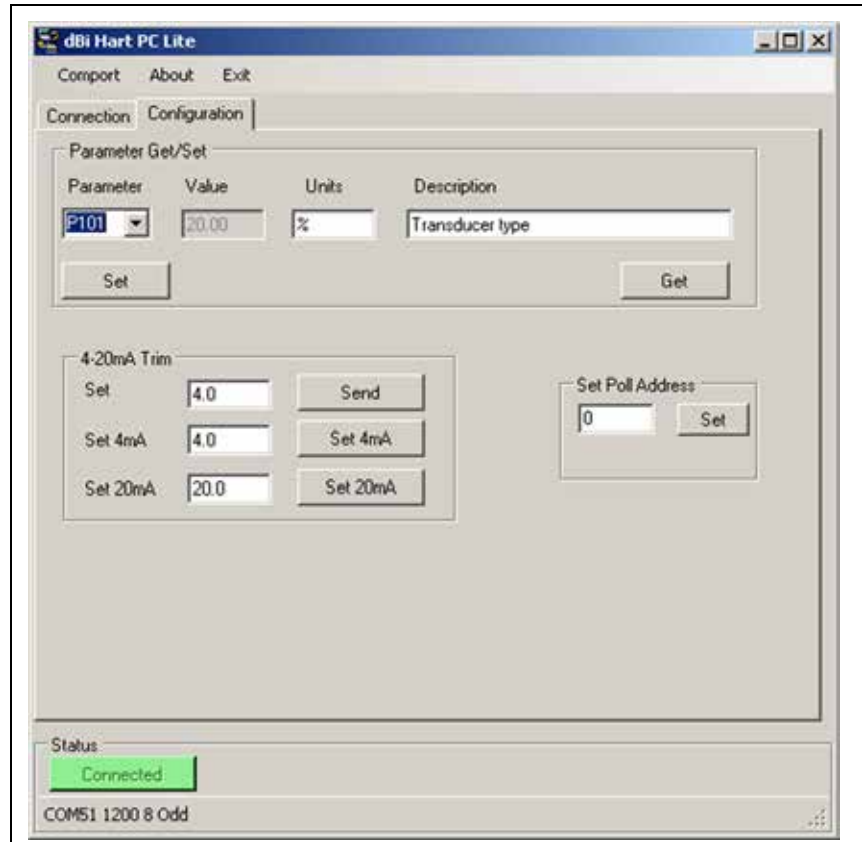 dBi Hart PC Lite
Comport About Exit
Connection Configuration
Parameter Get/Set
Parameter Value Units Description
P101 20.00 % Transducer type
Set Get
4-20mA Trim
Set 4.0 Send
Set 4mA 4.0 Set 4mA
Set 20mA 20.0 Set 20mA
Set Poll Address
0 Set
Status
Connected
COM51 1200 8 Odd